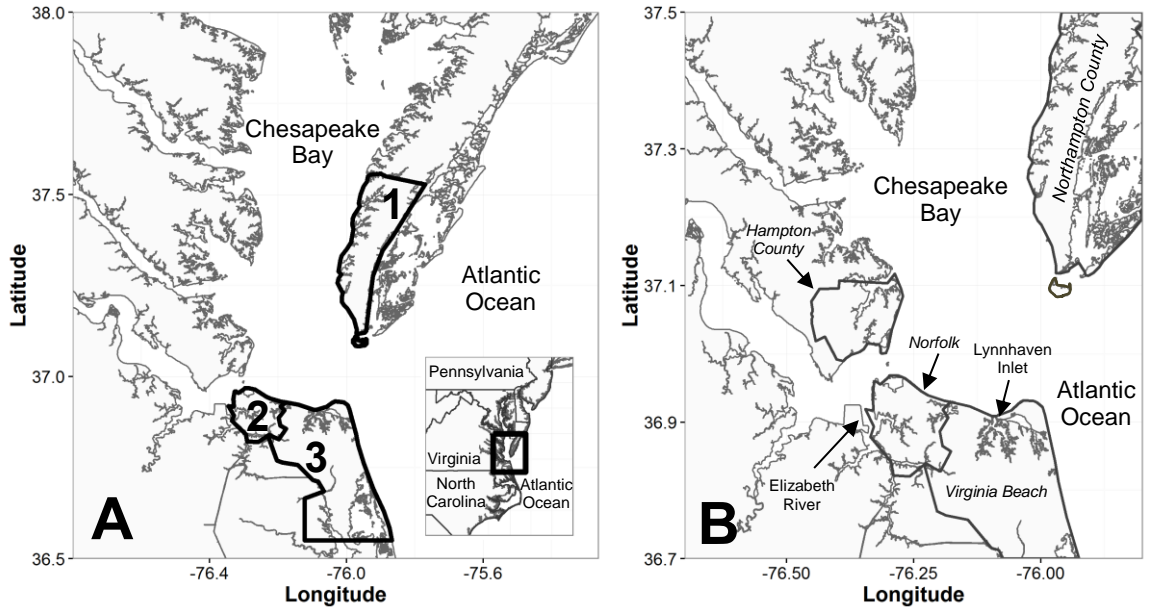 38.0
37.5
37.0
36.5
Latitude
-76.4
-76.0
-75.6
Longitude
Chesapeake
Bay
Atlantic
Ocean
1
2
3
A
Pennsylvania
Virginia
North
Carolina
Atlantic
Ocean
37.5
37.3
37.1
36.9
36.7
Latitude
-76.50
-76.25
-76.00
Longitude
Northampton County
Chesapeake
Bay
Hampton
County
Norfolk
Lynnhaven
Inlet
Atlantic
Ocean
Elizabeth
River
Virginia Beach
B